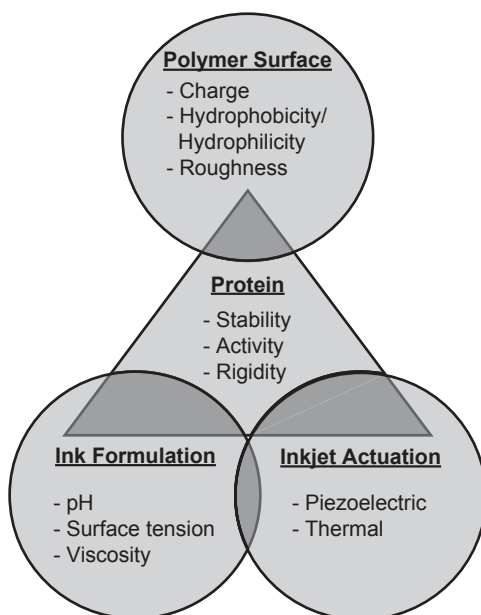 Polymer Surface
- Charge
- Hydrophobicity/
Hydrophilicity
- Roughness
Protein
- Stability
- Activity
- Rigidity
Ink Formulation
- pH
- Surface tension
- Viscosity
Inkjet Actuation
- Piezoelectric
- Thermal